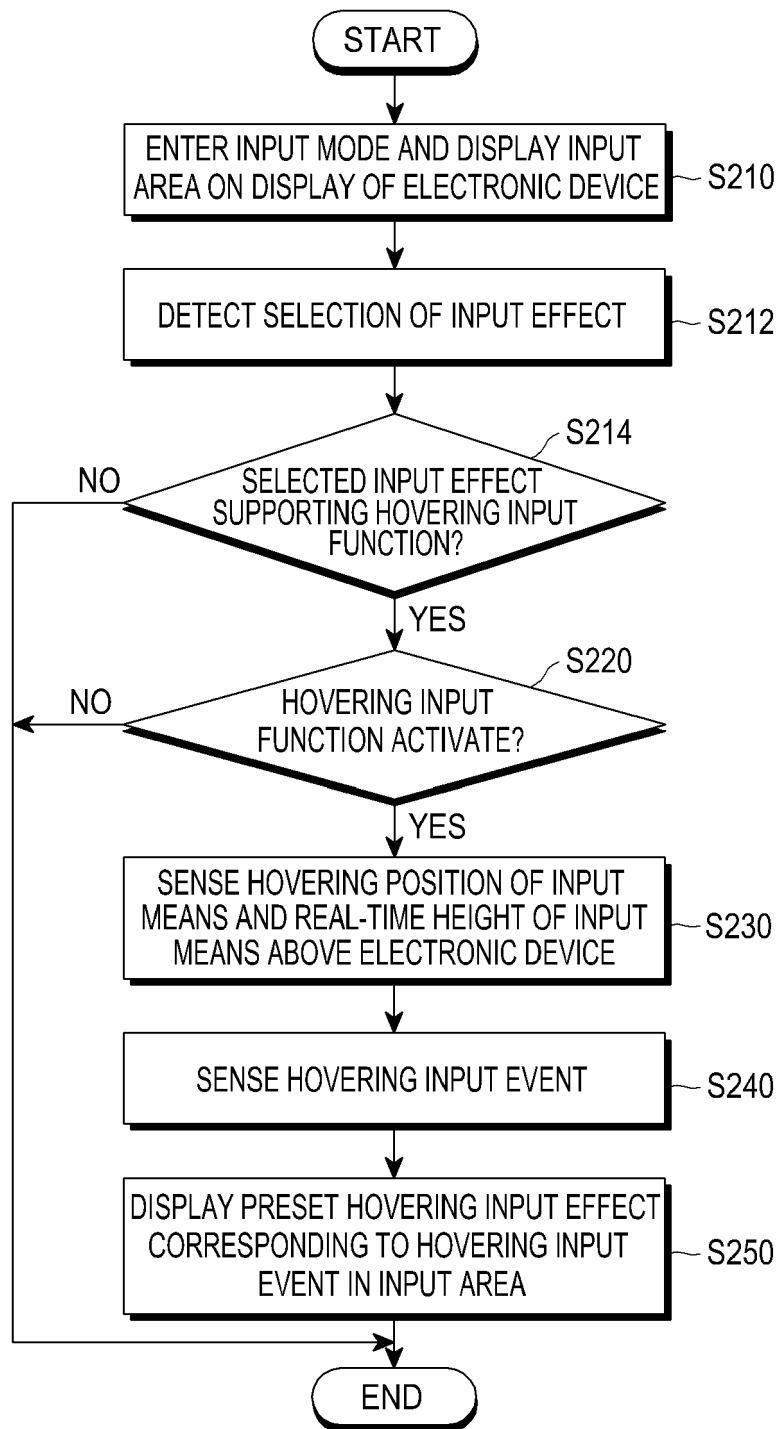 START
ENTER INPUT MODE AND DISPLAY INPUT
AREA ON DISPLAY OF ELECTRONIC DEVICE
S210
DETECT SELECTION OF INPUT EFFECT
S212
S214
NO
SELECTED INPUT EFFECT
SUPPORTING HOVERING INPUT
FUNCTION?
YES
S220
NO
HOVERING INPUT
FUNCTION ACTIVATE?
YES
SENSE HOVERING POSITION OF INPUT
MEANS AND REAL-TIME HEIGHT OF INPUT
MEANS ABOVE ELECTRONIC DEVICE
S230
SENSE HOVERING INPUT EVENT
S240
DISPLAY PRESET HOVERING INPUT EFFECT
CORRESPONDING TO HOVERING INPUT
EVENT IN INPUT AREA
S250
END